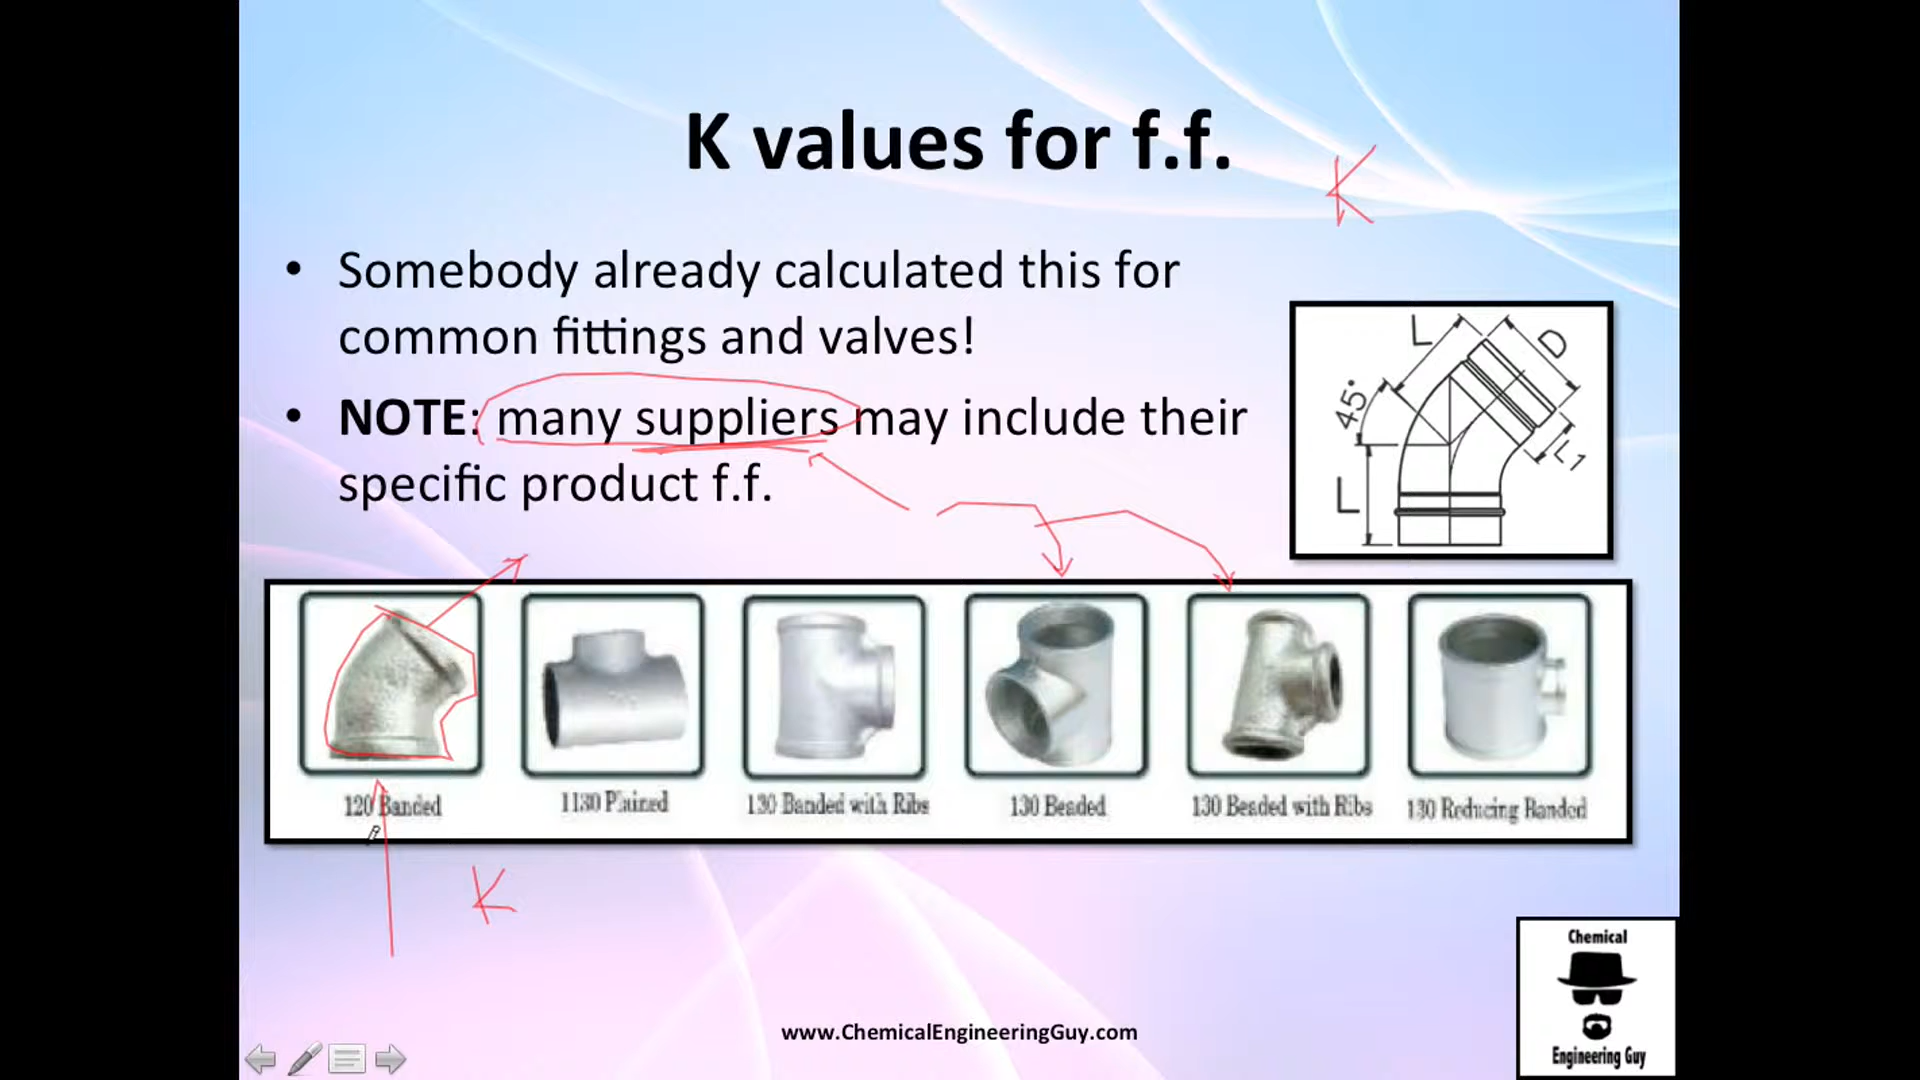 K values for f.f.
K
• Somebody already calculated this for
common fittings and valves!
• NOTE: many suppliers may include their
specific product f.f.
L
D
45°
L1
L
120 Banded
1130 Plained
130 Banded with Ribs
130 Beaded
130 Beaded with Ribs
130 Reducing Banded
K
Chemical
Engineering Guy
www.ChemicalEngineeringGuy.com